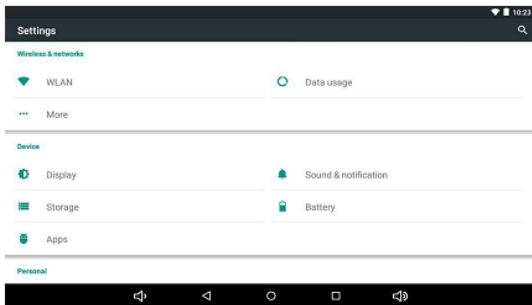 10:23
Settings
Wireless & networks
WLAN
Data usage
More
Device
Display
Sound & notification
Storage
Battery
Apps
Personal